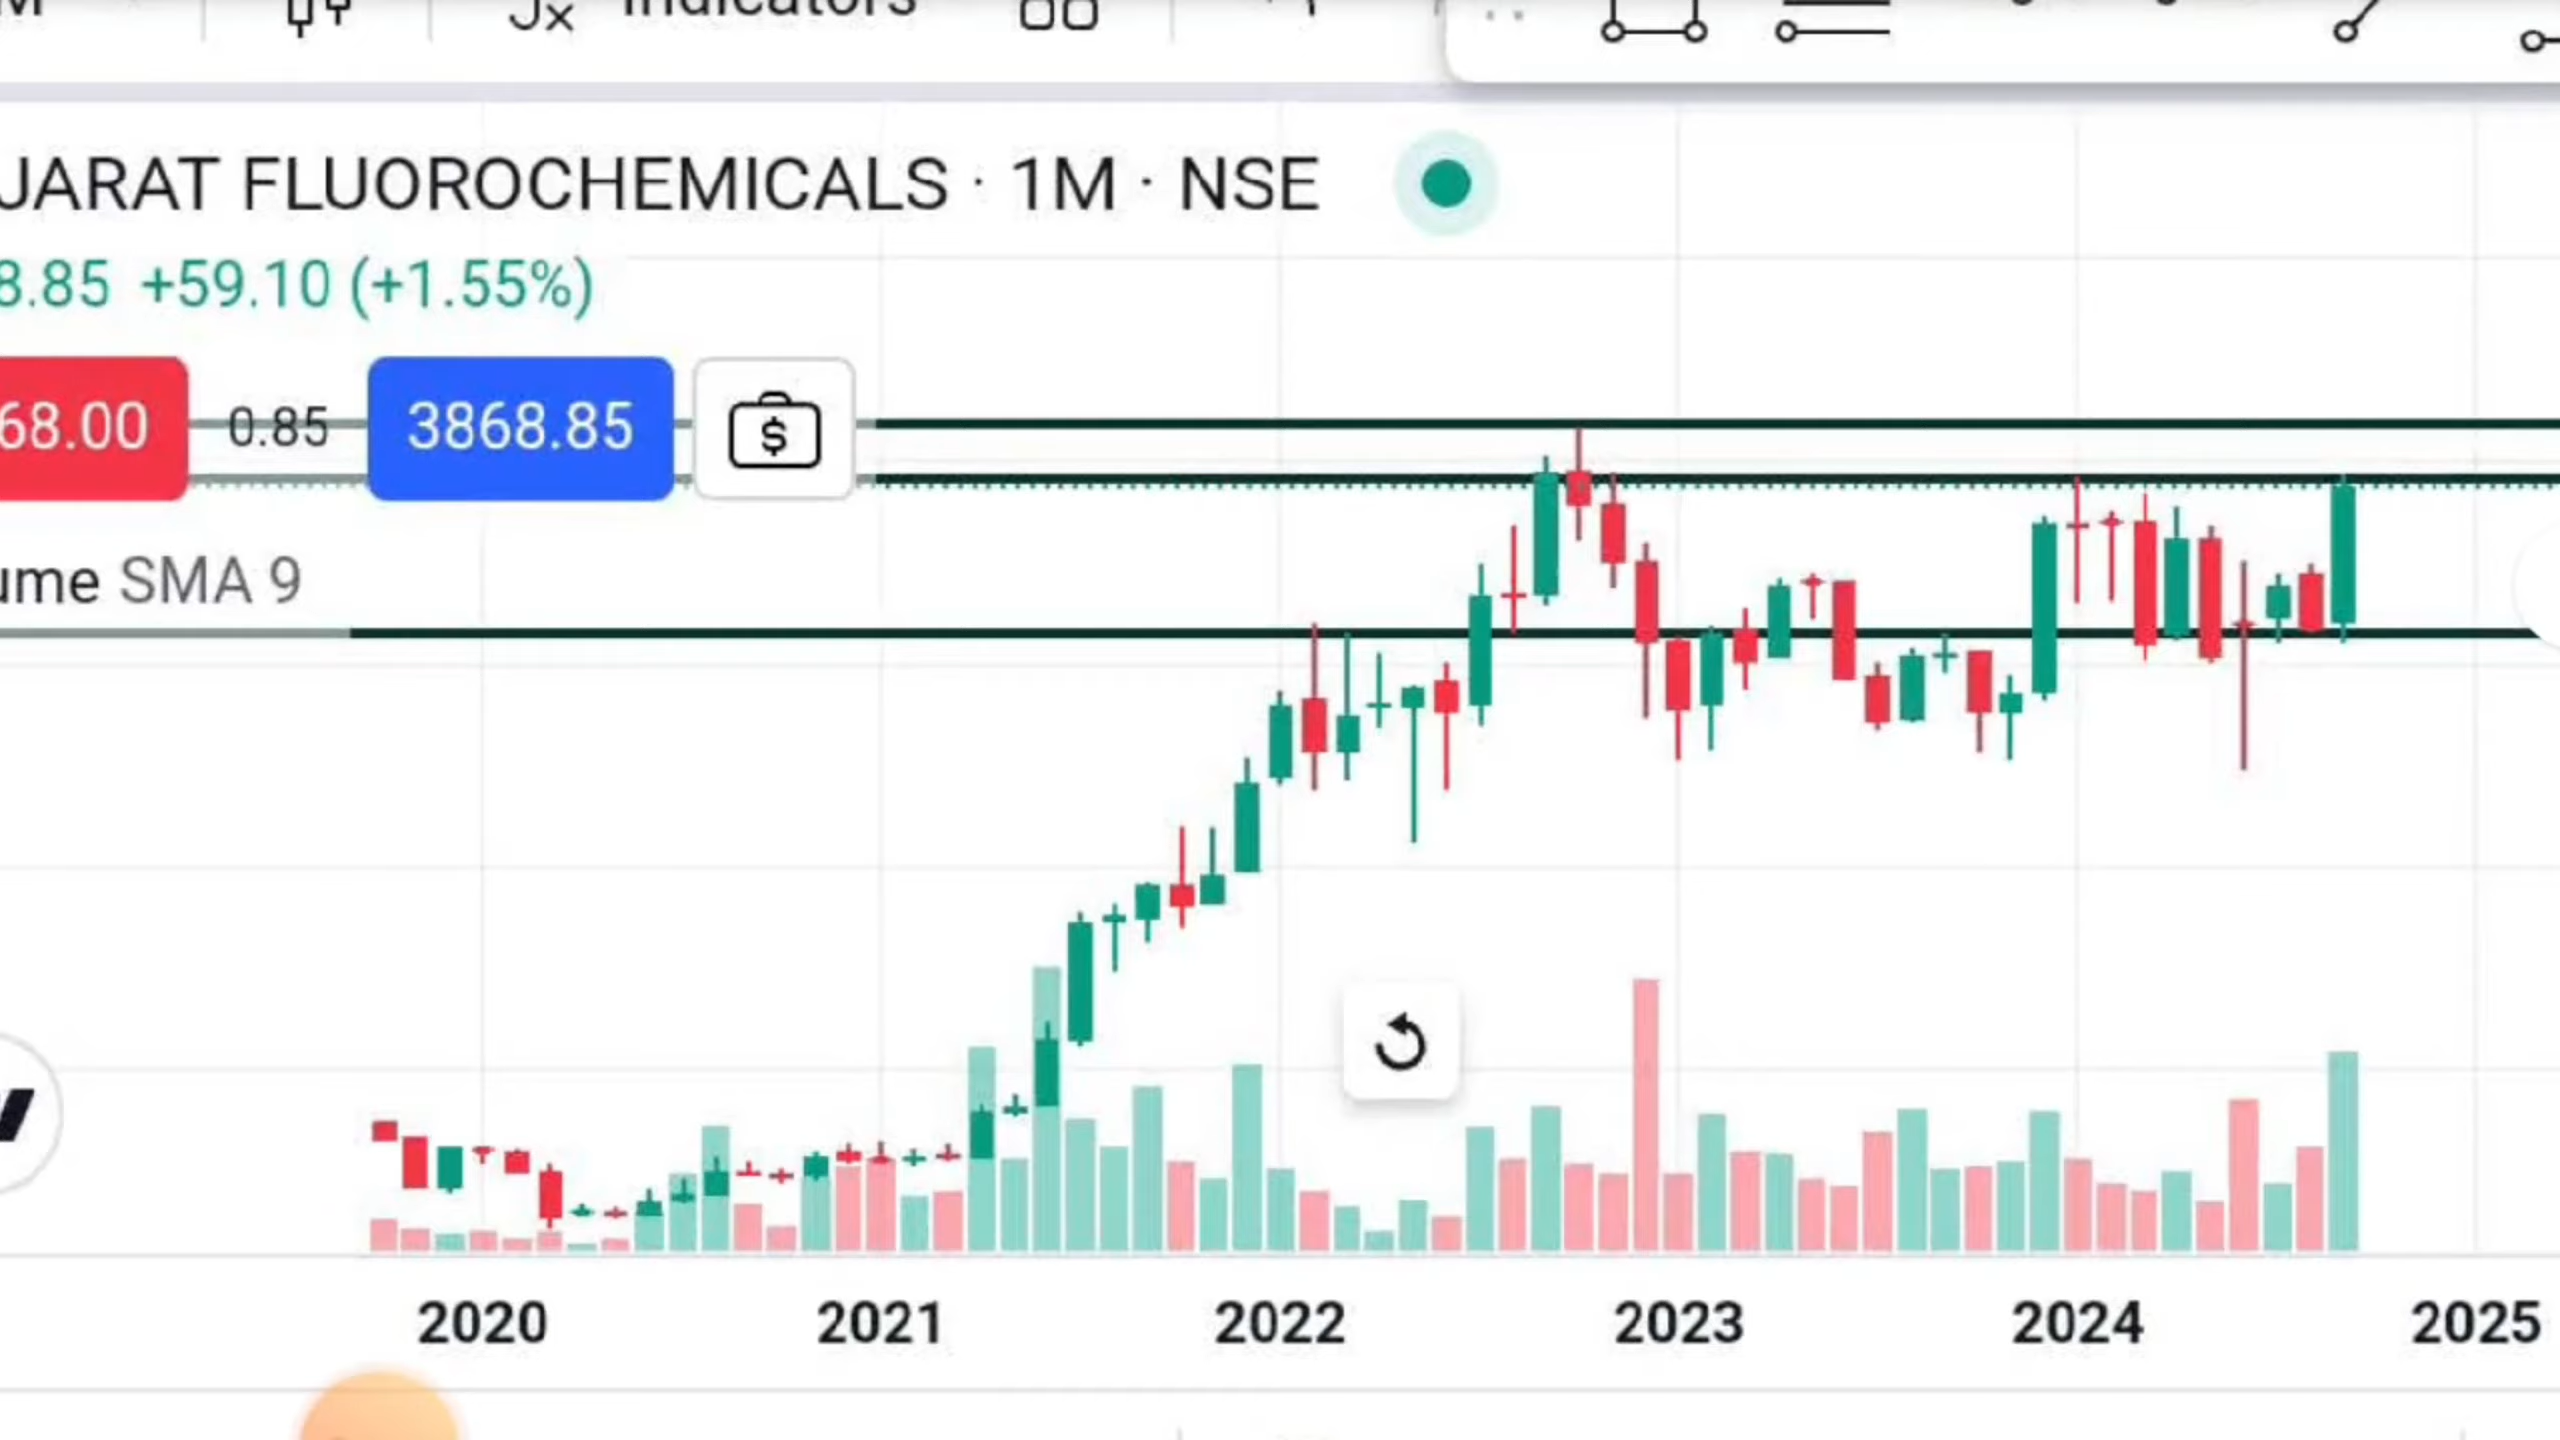 Indicators
JARAT FLUOROCHEMICALS · 1M · NSE
8.85 +59.10 (+1.55%)
68.00 0.85 3868.85 $
ume SMA 9
2020 2021 2022 2023 2024 2025